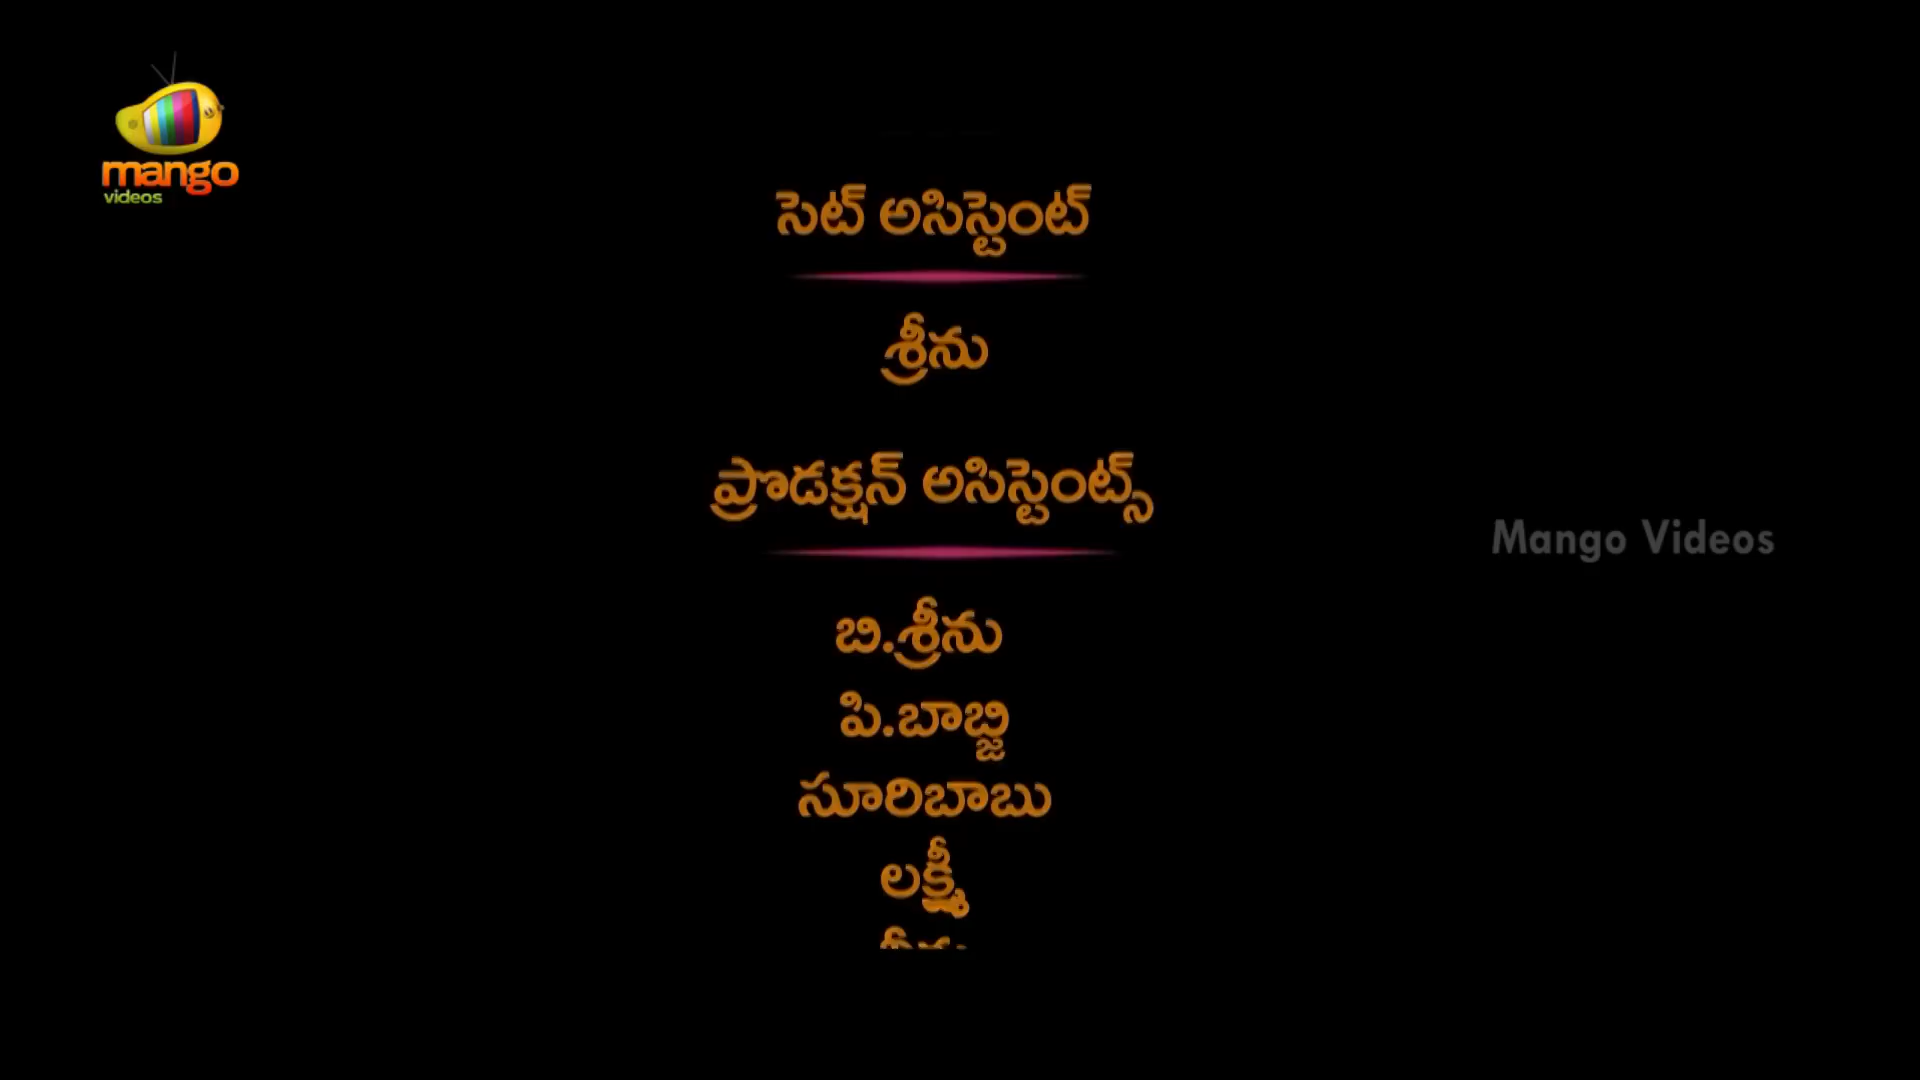 mango
videos
సెట్ అసిస్టెంట్
శ్రీను
ప్రొడక్షన్ అసిస్టెంట్స్
Mango Videos
బి.శ్రీను
పి.బాబ్జి
సూరిబాబు
లక్ష్మీ